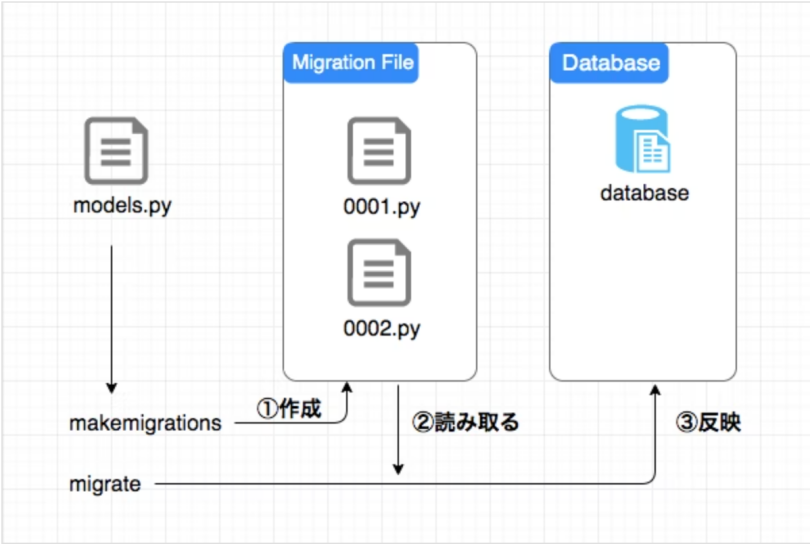 Migration File
Database
models.py
0001.py
database
0002.py
makemigrations
①作成
②読み取る
③反映
migrate